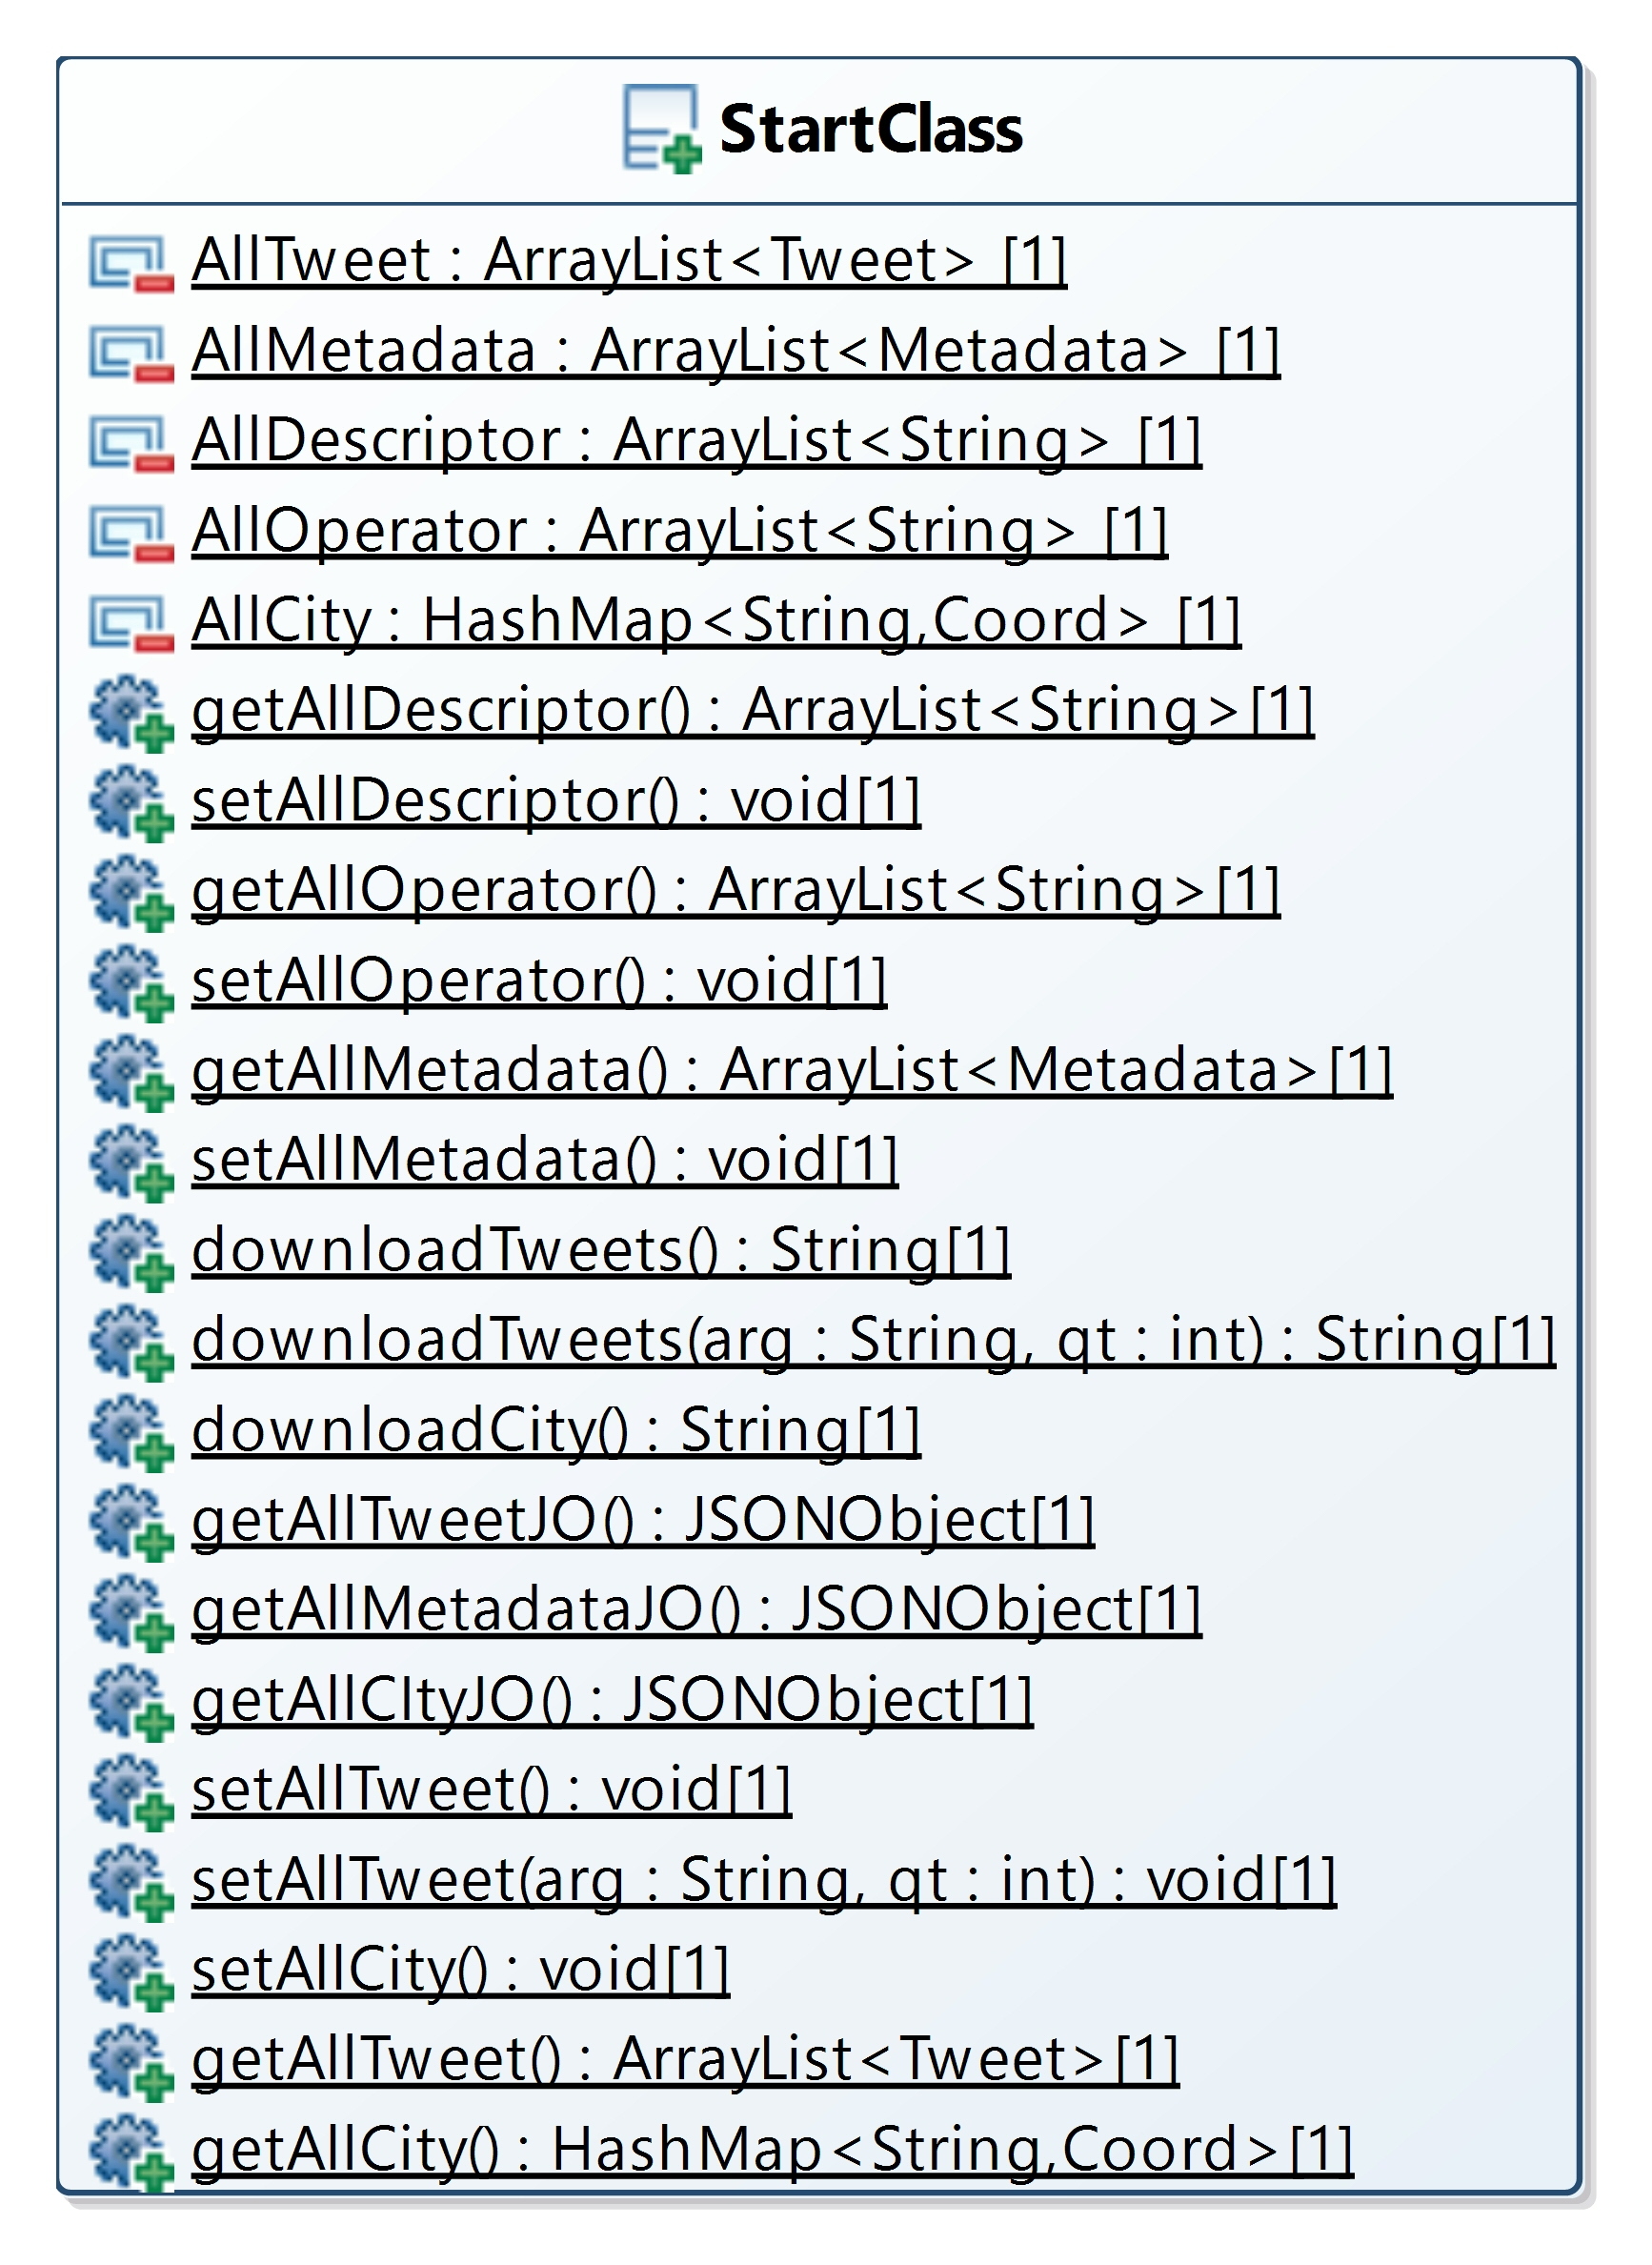 StartClass
AllTweet : ArrayList<Tweet> [1]
AllMetadata : ArrayList<Metadata> [1]
AllDescriptor : ArrayList<String> [1]
AllOperator : ArrayList<String> [1]
AllCity : HashMap<String,Coord> [1]
getAllDescriptor() : ArrayList<String>[1]
setAllDescriptor() : void[1]
getAllOperator() : ArrayList<String>[1]
setAllOperator() : void[1]
getAllMetadata() : ArrayList<Metadata>[1]
setAllMetadata() : void[1]
downloadTweets() : String[1]
downloadTweets(arg : String, qt : int) : String[1]
downloadCity() : String[1]
getAllTweetJO() : JSONObject[1]
getAllMetadataJO() : JSONObject[1]
getAllCItyJO() : JSONObject[1]
setAllTweet() : void[1]
setAllTweet(arg : String, qt : int) : void[1]
setAllCity() : void[1]
getAllTweet() : ArrayList<Tweet>[1]
getAllCity() : HashMap<String,Coord>[1]